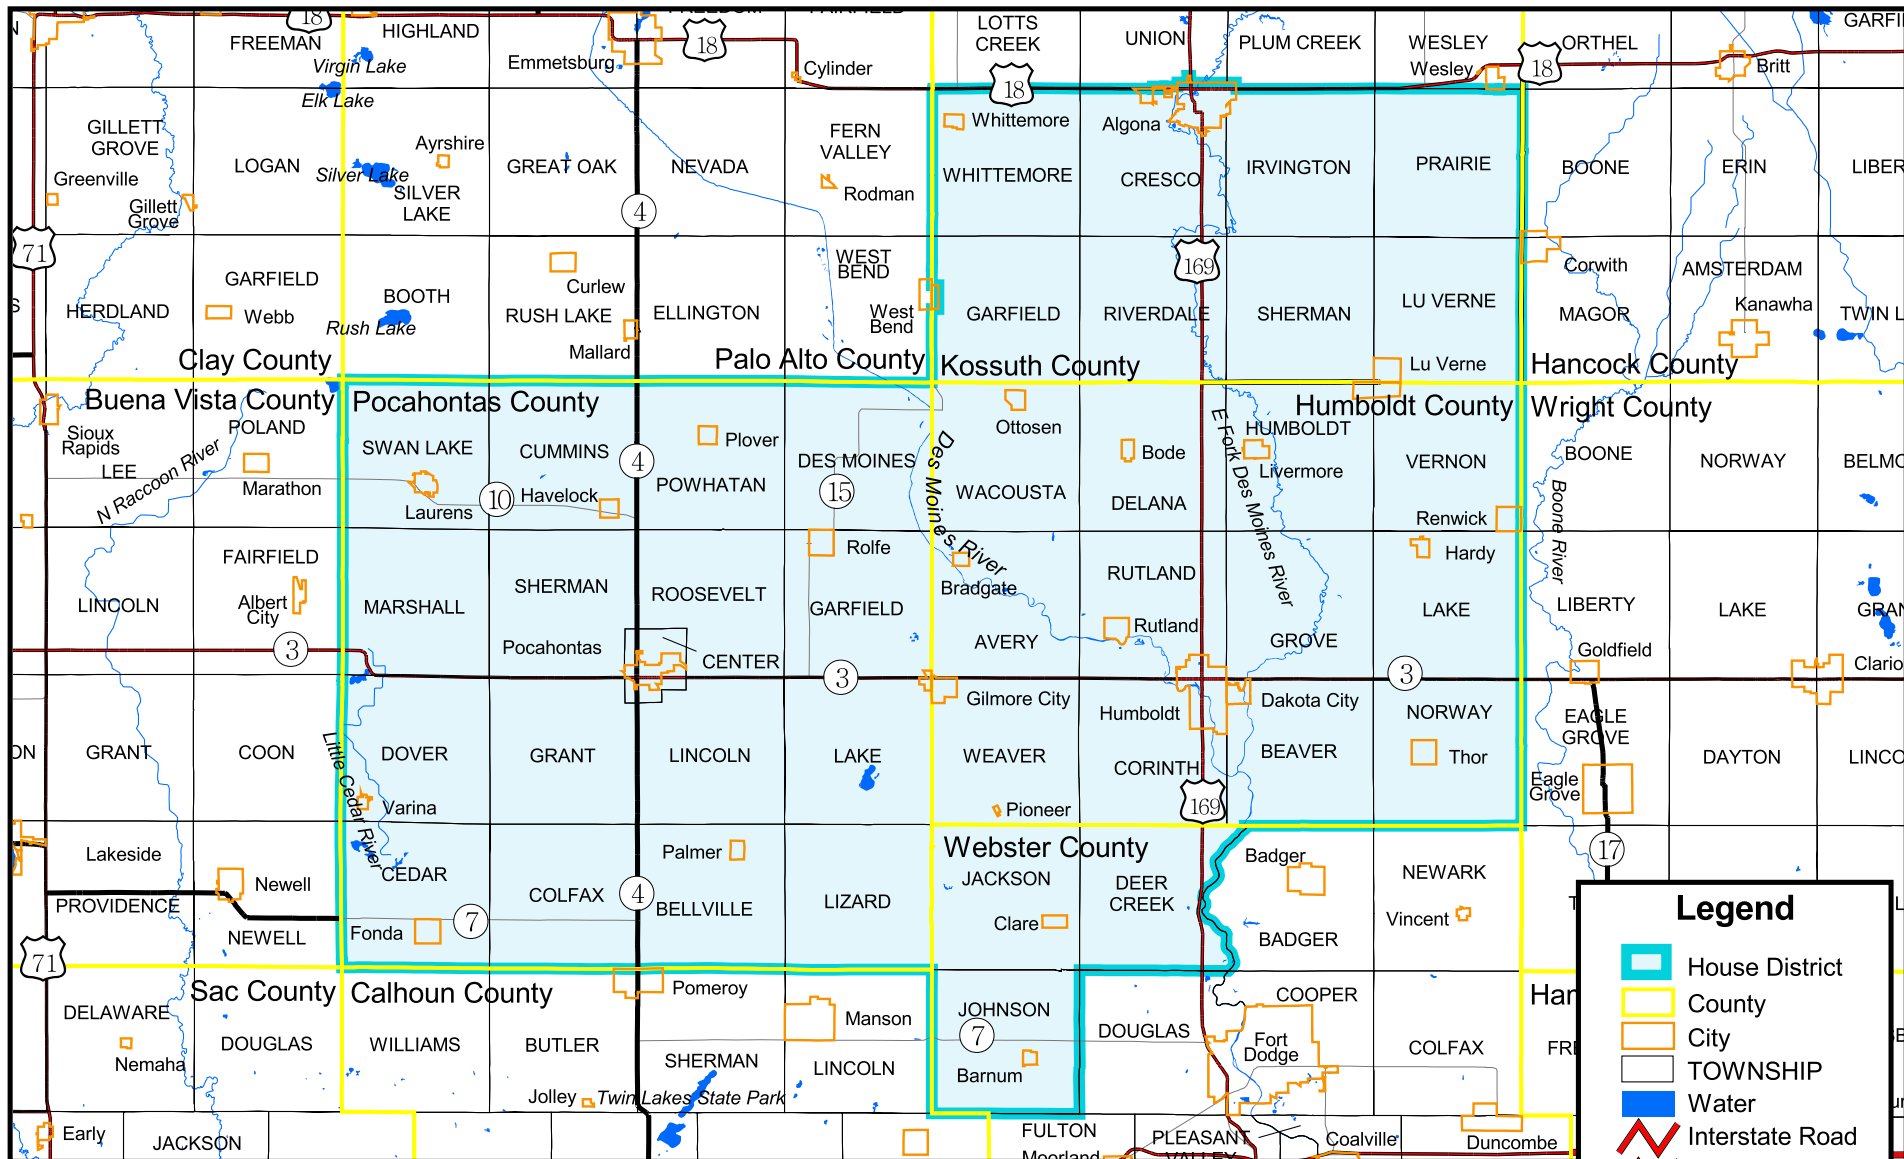 18
HIGHLAND
FREEMAN
Virgin Lake
Elk Lake
Emmetsburg
18
Cylinder
LOTTS
CREEK
18
UNION
PLUM CREEK
WESLEY
Wesley
18
ORTHEL
Britt
GILLETT
GROVE
LOGAN
Ayrshire
Silver Lake
SILVER
LAKE
GREAT OAK
NEVADA
FERN
VALLEY
Rodman
Whittemore
WHITTEMORE
Algona
CRESCO
IRVINGTON
PRAIRIE
BOONE
ERIN
Greenville
Gillett
Grove
4
71
HERDLAND
GARFIELD
Webb
BOOTH
Rush Lake
Curlew
RUSH LAKE
Mallard
ELLINGTON
WEST
BEND
West
Bend
GARFIELD
169
RIVERDALE
SHERMAN
LU VERNE
Lu Verne
Corwith
MAGOR
AMSTERDAM
Kanawha
Clay County
Palo Alto County
Kossuth County
Hancock County
Buena Vista County
Pocahontas County
Humboldt County
Wright County
Sioux
Rapids
LEE
POLAND
N Raccoon River
Marathon
SWAN LAKE
Laurens
10
CUMMINS
Havelock
4
Plover
POWHATAN
DES MOINES
15
Des Moines River
Ottosen
WACOUSTA
Bode
DELANA
E Fork Des Moines River
HUMBOLDT
Livermore
VERNON
Renwick
BOONE
Boone River
NORWAY
FAIRFIELD
Albert
City
LINCOLN
3
MARSHALL
SHERMAN
Pocahontas
ROOSEVELT
CENTER
Rolfe
GARFIELD
3
Bradgate
AVERY
Gilmore City
RUTLAND
Rutland
Humboldt
GROVE
Dakota City
Hardy
LAKE
3
LIBERTY
Goldfield
LAKE
GRANT
COON
Little Cedar River
DOVER
Varina
GRANT
LINCOLN
LAKE
WEAVER
Pioneer
CORINTH
169
BEAVER
NORWAY
Thor
EAGLE
GROVE
Eagle
Grove
DAYTON
17
Lakeside
Newell
PROVIDENCE
NEWELL
71
CEDAR
Fonda
7
COLFAX
4
Palmer
BELLVILLE
LIZARD
Webster County
JACKSON
Clare
DEER
CREEK
Badger
BADGER
NEWARK
Vincent
Sac County
Calhoun County
DELAWARE
Nemaha
DOUGLAS
WILLIAMS
BUTLER
Jolley
Pomeroy
SHERMAN
Twin Lakes State Park
Manson
LINCOLN
JOHNSON
7
Barnum
DOUGLAS
COOPER
Fort
Dodge
COLFAX
Early
JACKSON
FULTON
Moorland
PLEASANT
VALLEY
Coalville
Duncombe
Legend
House District
County
City
TOWNSHIP
Water
Interstate Road